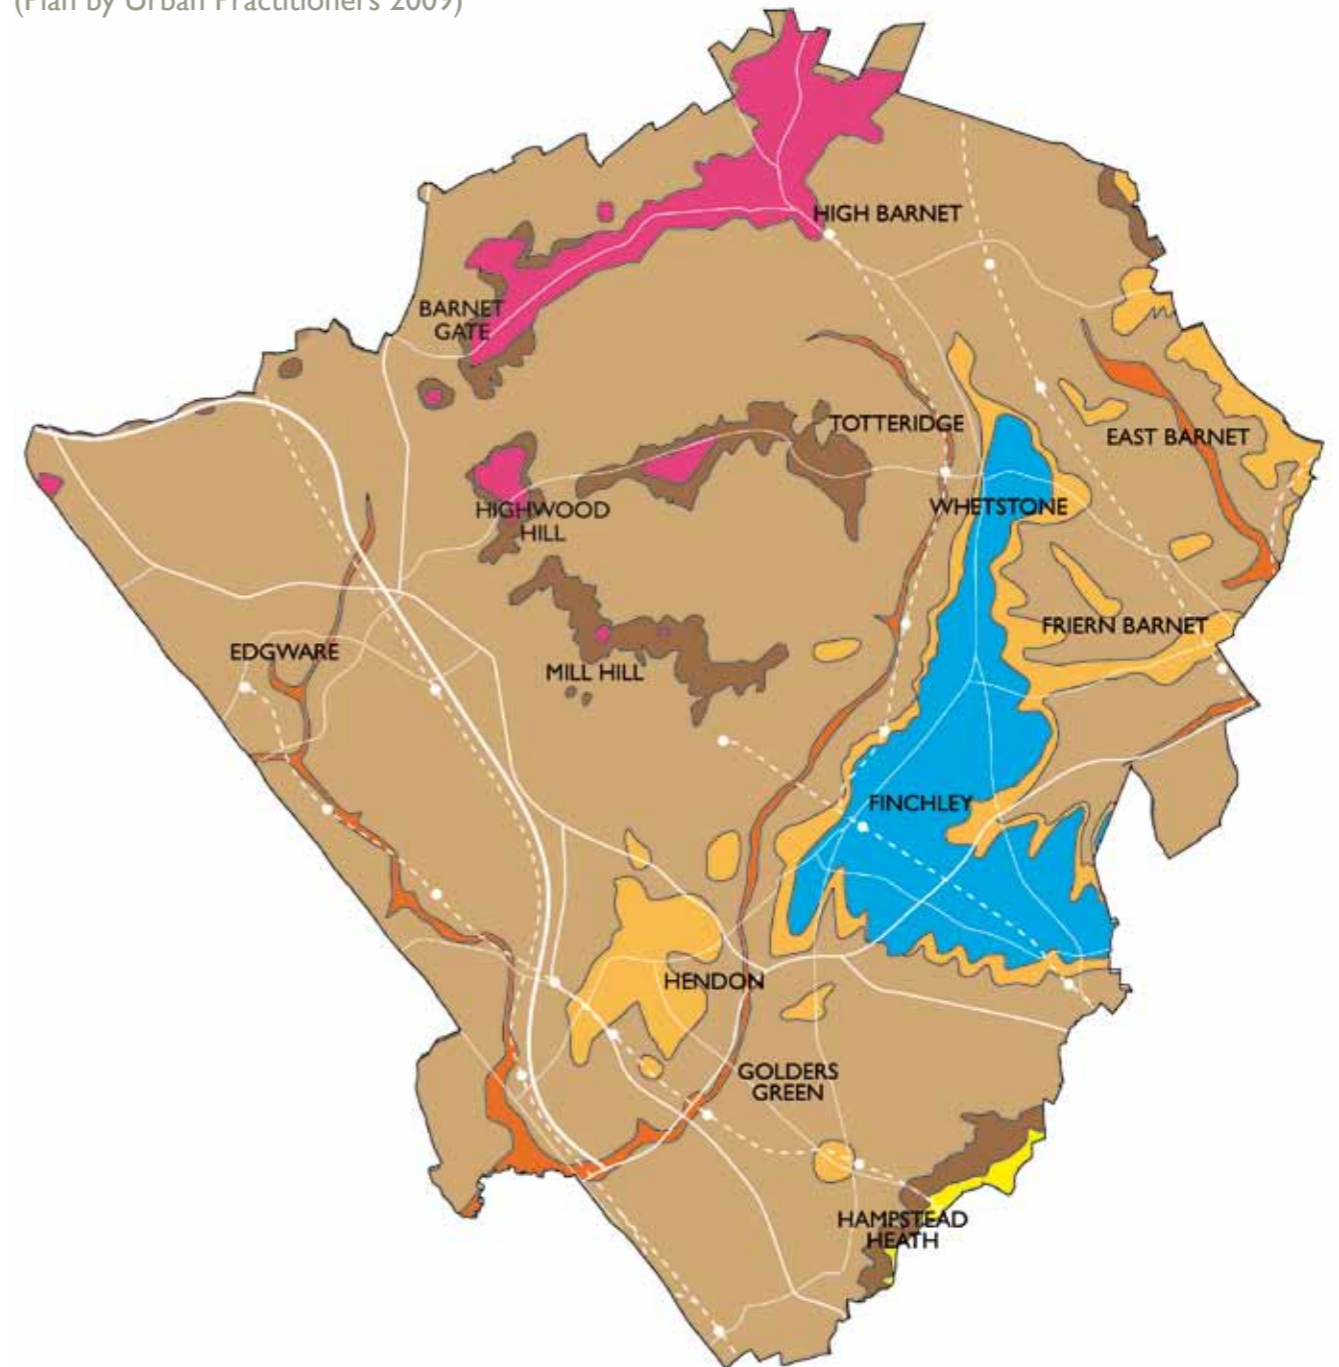 (Plan by Urban Practitioners 2009)
HIGH BARNET
BARNET
GATE
TOTTERIDGE
EAST BARNET
WHETSTONE
HIGHWOOD
HILL
FRIERN BARNET
EDGWARE
MILL HILL
FINCHLEY
HENDON
GOLDERS
GREEN
HAMPSTEAD
HEATH